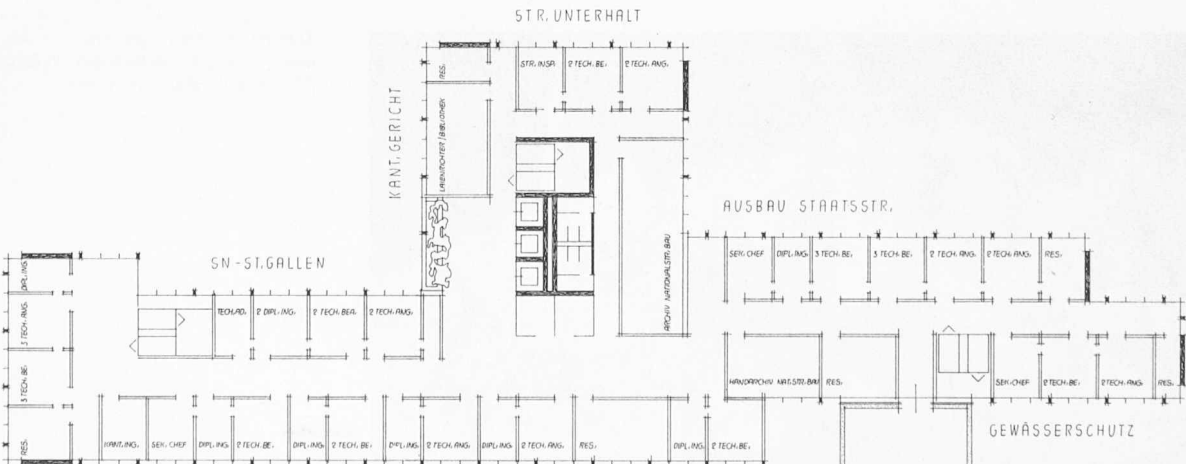 STR. UNTERHALT
KANT. GERICHT
RES.
LAIENRICHTER/BIBLIOTHEK
STR. INSP.
2 TECH. BE.
2 TECH. ANG.
ARCHIV NATIONALSTR. BAU
AUSBAU STAATSSTR.
SEK. CHEF
DIPL. ING.
3 TECH. BE.
3 TECH. BE.
2 TECH. ANG.
2 TECH. ANG.
RES.
SN-ST. GALLEN
DIPL. ING.
3 TECH. ANG.
3 TECH. BE.
RES.
TECH. AD.
2 DIPL. ING.
2 TECH. BEA.
2 TECH. ANG.
HANDARCHIV NAT. STR. BAU
RES.
SEK. CHEF
2 TECH. BE.
2 TECH. ANG.
RES.
GEWÄSSERSCHUTZ
KANT. ING.
SEK. CHEF
DIPL. ING.
2 TECH. BE.
DIPL. ING.
2 TECH. BE.
DIPL. ING.
2 TECH. ANG.
DIPL. ING.
2 TECH. ANG.
RES.
DIPL. ING.
2 TECH. BE.